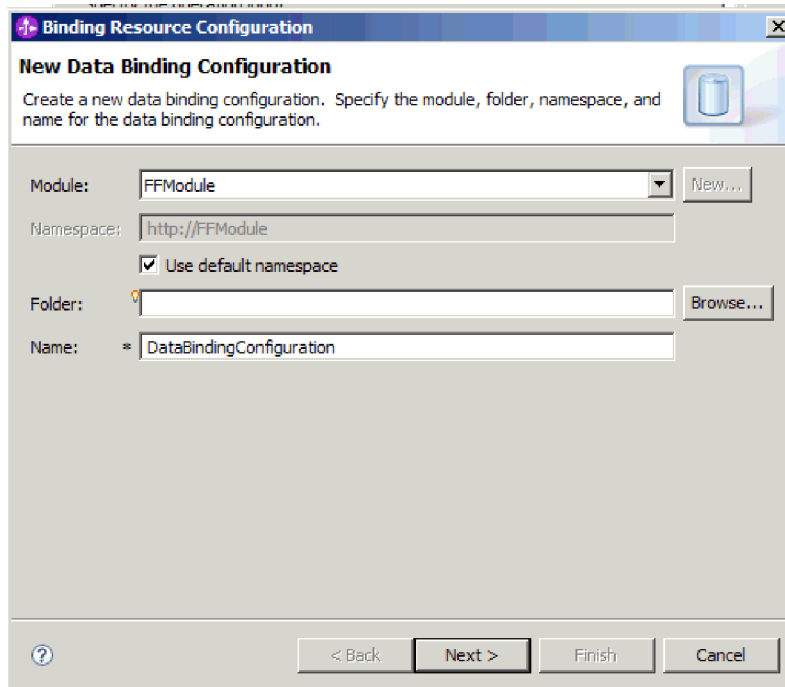 Binding Resource Configuration
New Data Binding Configuration
Create a new data binding configuration. Specify the module, folder, namespace, and
name for the data binding configuration.
Module: FFModule New...
Namespace: http://FFModule
Use default namespace
Folder: Browse...
Name: * DataBindingConfiguration
? < Back Next > Finish Cancel